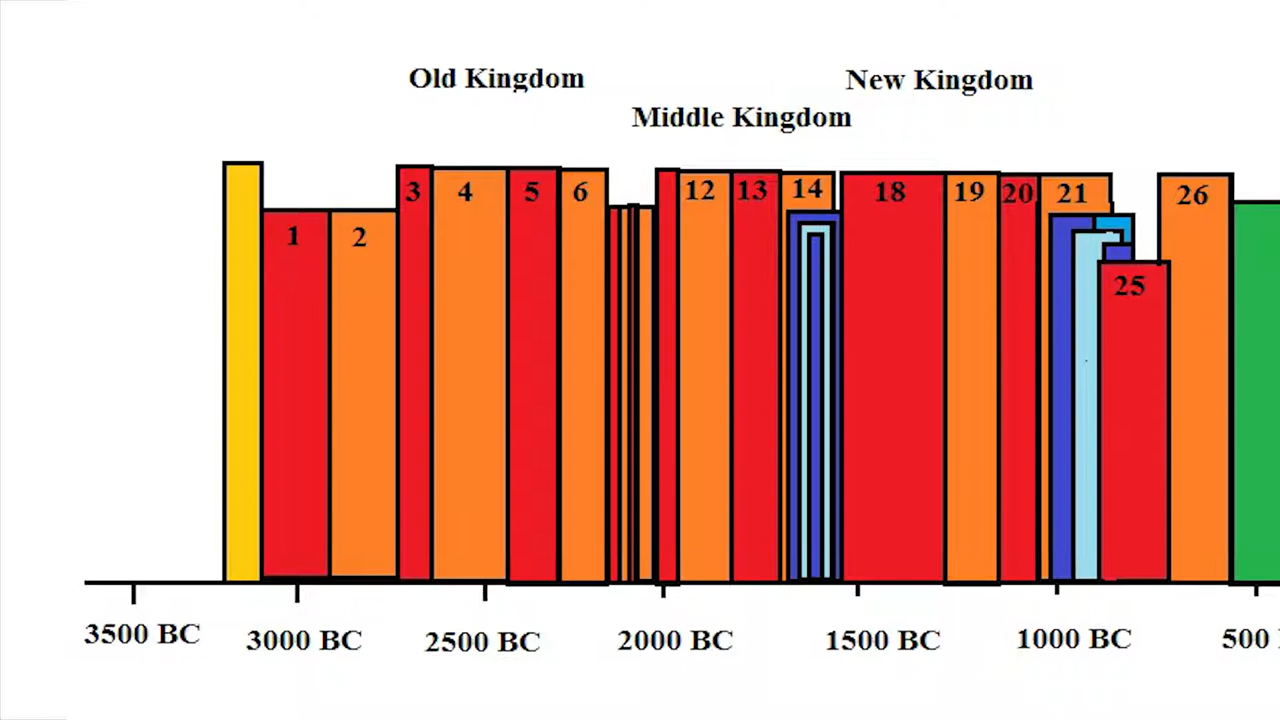 Old Kingdom
New Kingdom
Middle Kingdom
1
2
3
4
5
6
12
13
14
18
19
20
21
25
26
3500 BC
3000 BC
2500 BC
2000 BC
1500 BC
1000 BC
500